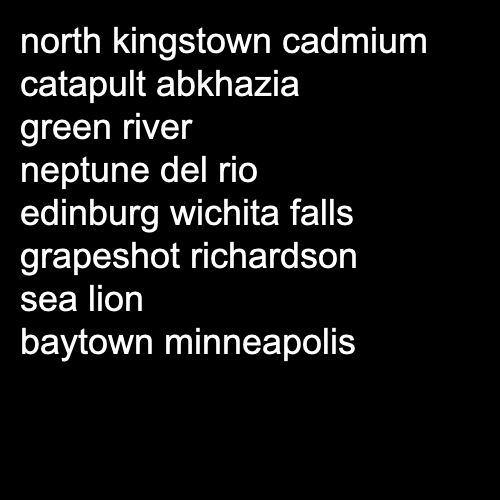 north kingstown cadmium
catapult abkhazia
green river
neptune del rio
edinburg wichita falls
grapeshot richardson
sea lion
baytown minneapolis